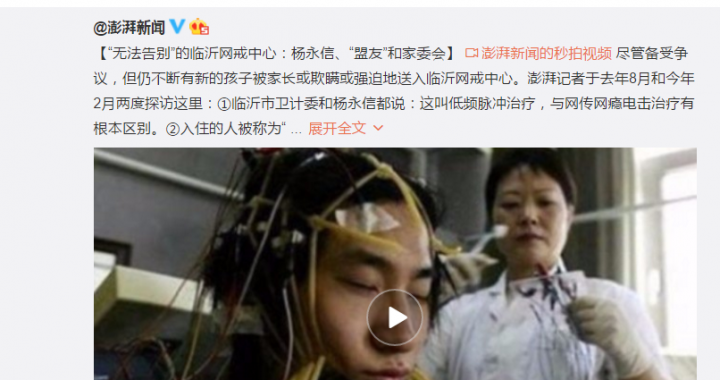 @澎湃新闻
【“无法告别”的临沂网戒中心：杨永信、“盟友”和家委会】 澎湃新闻的秒拍视频 尽管备受争
议，但仍不断有新的孩子被家长或欺瞒或强迫地送入临沂网戒中心。澎湃记者于去年8月和今年
2月两度探访这里：①临沂市卫计委和杨永信都说：这叫低频脉冲治疗，与网传网瘾电击治疗有
根本区别。②入住的人被称为“ ... 展开全文